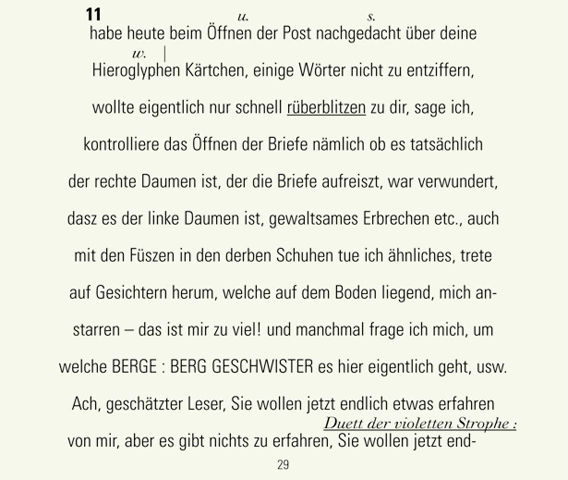 11
u. s.
habe heute beim Öffnen der Post nachgedacht über deine
w. |
Hieroglyphen Kärtchen, einige Wörter nicht zu entziffern,
wollte eigentlich nur schnell rüberblitzen zu dir, sage ich,
kontrolliere das Öffnen der Briefe nämlich ob es tatsächlich
der rechte Daumen ist, der die Briefe aufreiszt, war verwundert,
dasz es der linke Daumen ist, gewaltsames Erbrechen etc., auch
mit den Füszen in den derben Schuhen tue ich ähnliches, trete
auf Gesichtern herum, welche auf dem Boden liegend, mich an-
starren – das ist mir zu viel! und manchmal frage ich mich, um
welche BERGE : BERG GESCHWISTER es hier eigentlich geht, usw.
Ach, geschätzter Leser, Sie wollen jetzt endlich etwas erfahren
Duett der violetten Strophe :
von mir, aber es gibt nichts zu erfahren, Sie wollen jetzt end-
29